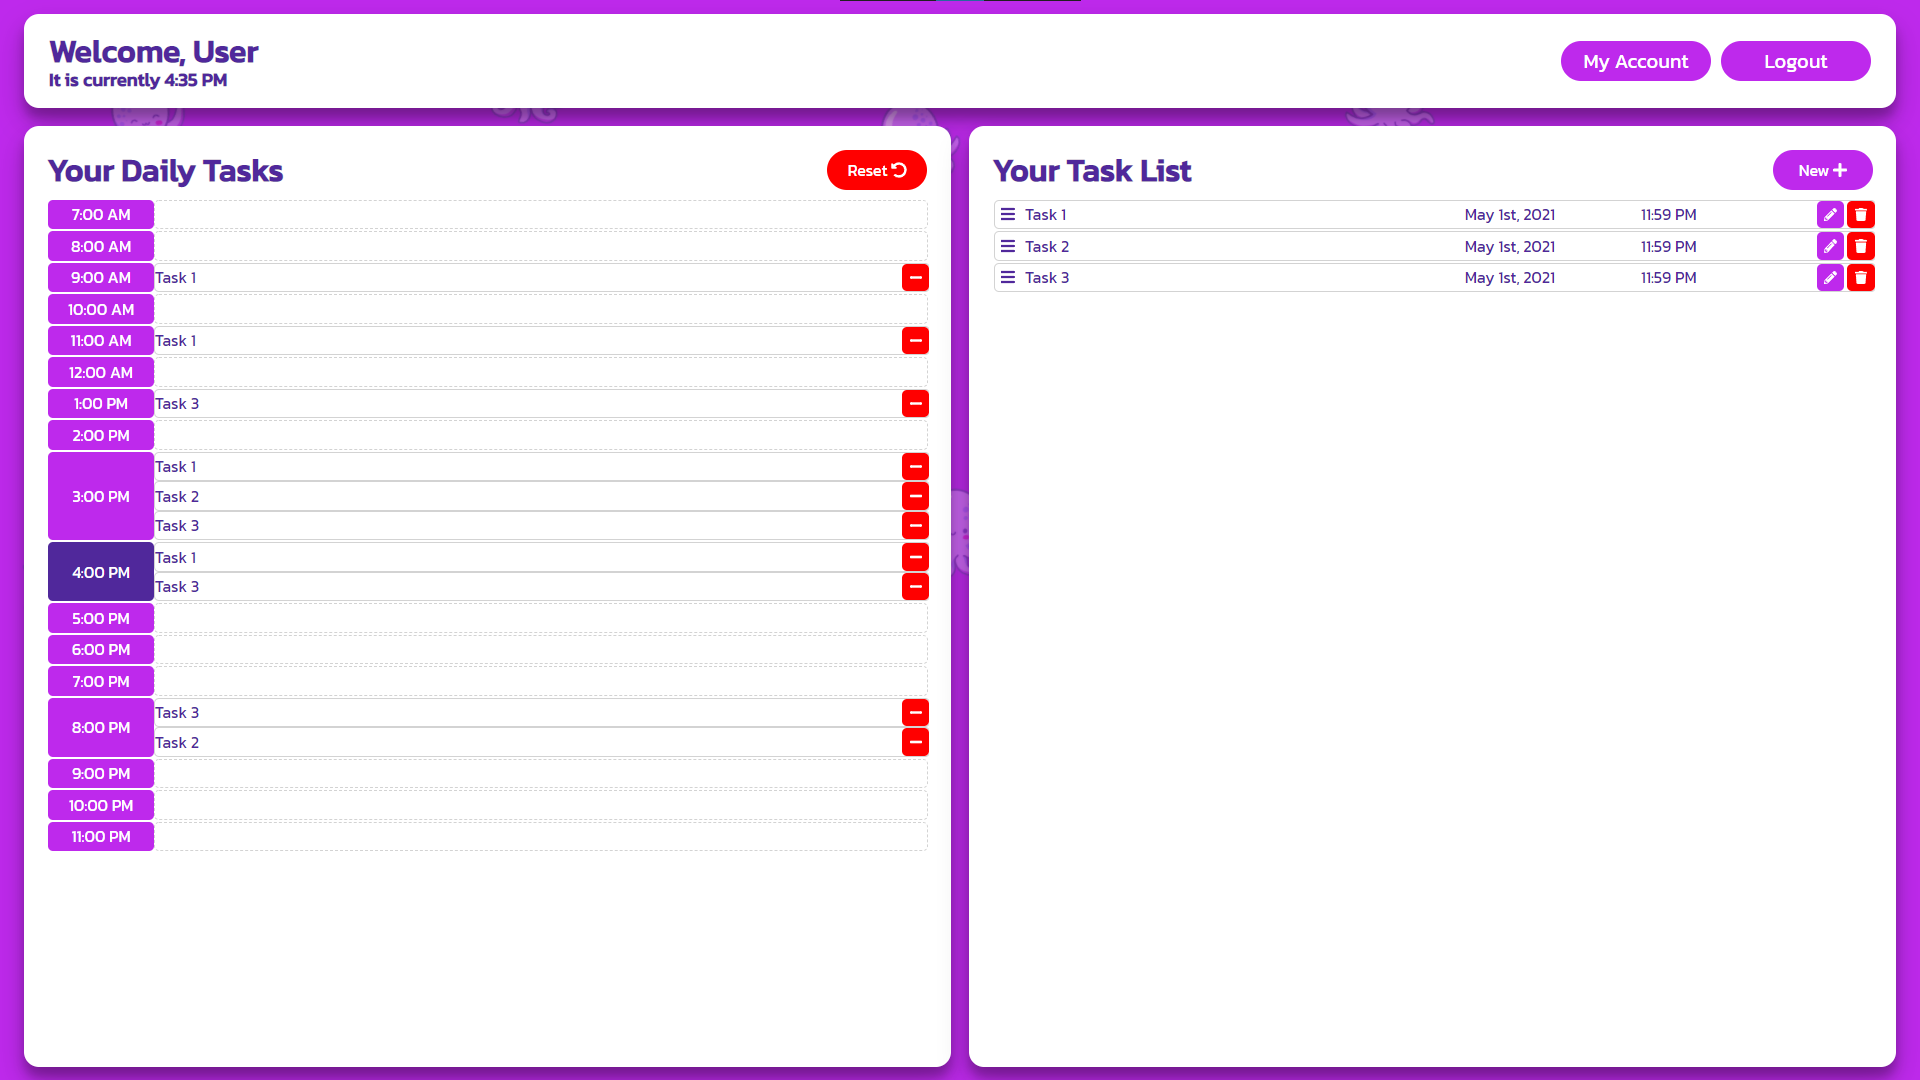 Welcome, User
It is currently 4:35 PM
My Account
Logout
Your Daily Tasks
Reset
7:00 AM
8:00 AM
9:00 AM Task 1
10:00 AM
11:00 AM Task 1
12:00 AM
1:00 PM Task 3
2:00 PM
3:00 PM
Task 1
Task 2
Task 3
4:00 PM
Task 1
Task 3
5:00 PM
6:00 PM
7:00 PM
8:00 PM
Task 3
Task 2
9:00 PM
10:00 PM
11:00 PM
Your Task List
New
Task 1 May 1st, 2021 11:59 PM
Task 2 May 1st, 2021 11:59 PM
Task 3 May 1st, 2021 11:59 PM